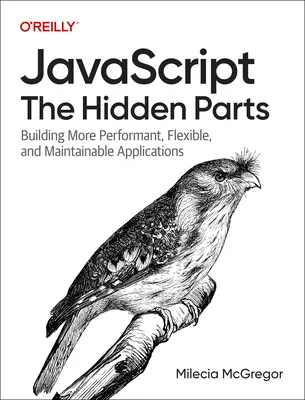 O'REILLY®
JavaScript
The Hidden Parts
Building More Performant, Flexible,
and Maintainable Applications
Milecia McGregor